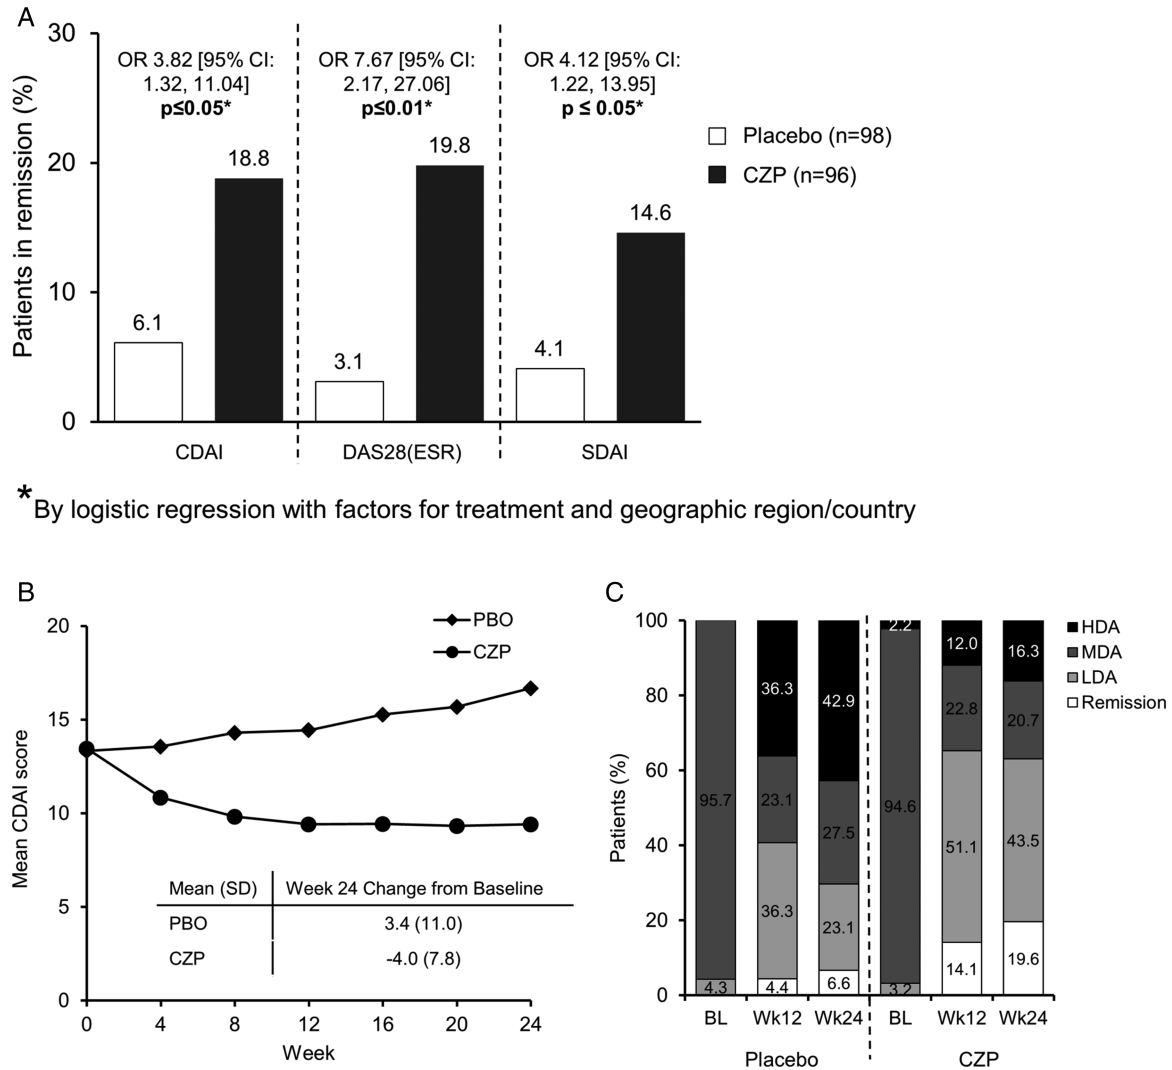 A
30
20
10
0
Patients in remission (%)
OR 3.82 [95% CI:
1.32, 11.04]
p≤0.05*
OR 7.67 [95% CI:
2.17, 27.06]
p≤0.01*
OR 4.12 [95% CI:
1.22, 13.95]
p ≤ 0.05*
6.1
18.8
3.1
19.8
4.1
14.6
Placebo (n=98)
CZP (n=96)
CDAI
DAS28(ESR)
SDAI
*By logistic regression with factors for treatment and geographic region/country
B
20
15
10
5
0
Mean CDAI score
PBO
CZP
Mean (SD) Week 24 Change from Baseline
PBO 3.4 (11.0)
CZP -4.0 (7.8)
0 4 8 12 16 20 24
Week
C
100
80
60
40
20
0
Patients (%)
95.7
4.3
36.3
23.1
36.3
4.4
42.9
27.5
23.1
6.6
2.2
94.6
3.2
12.0
22.8
51.1
14.1
16.3
20.7
43.5
19.6
HDA
MDA
LDA
Remission
BL Wk12 Wk24 BL Wk12 Wk24
Placebo CZP